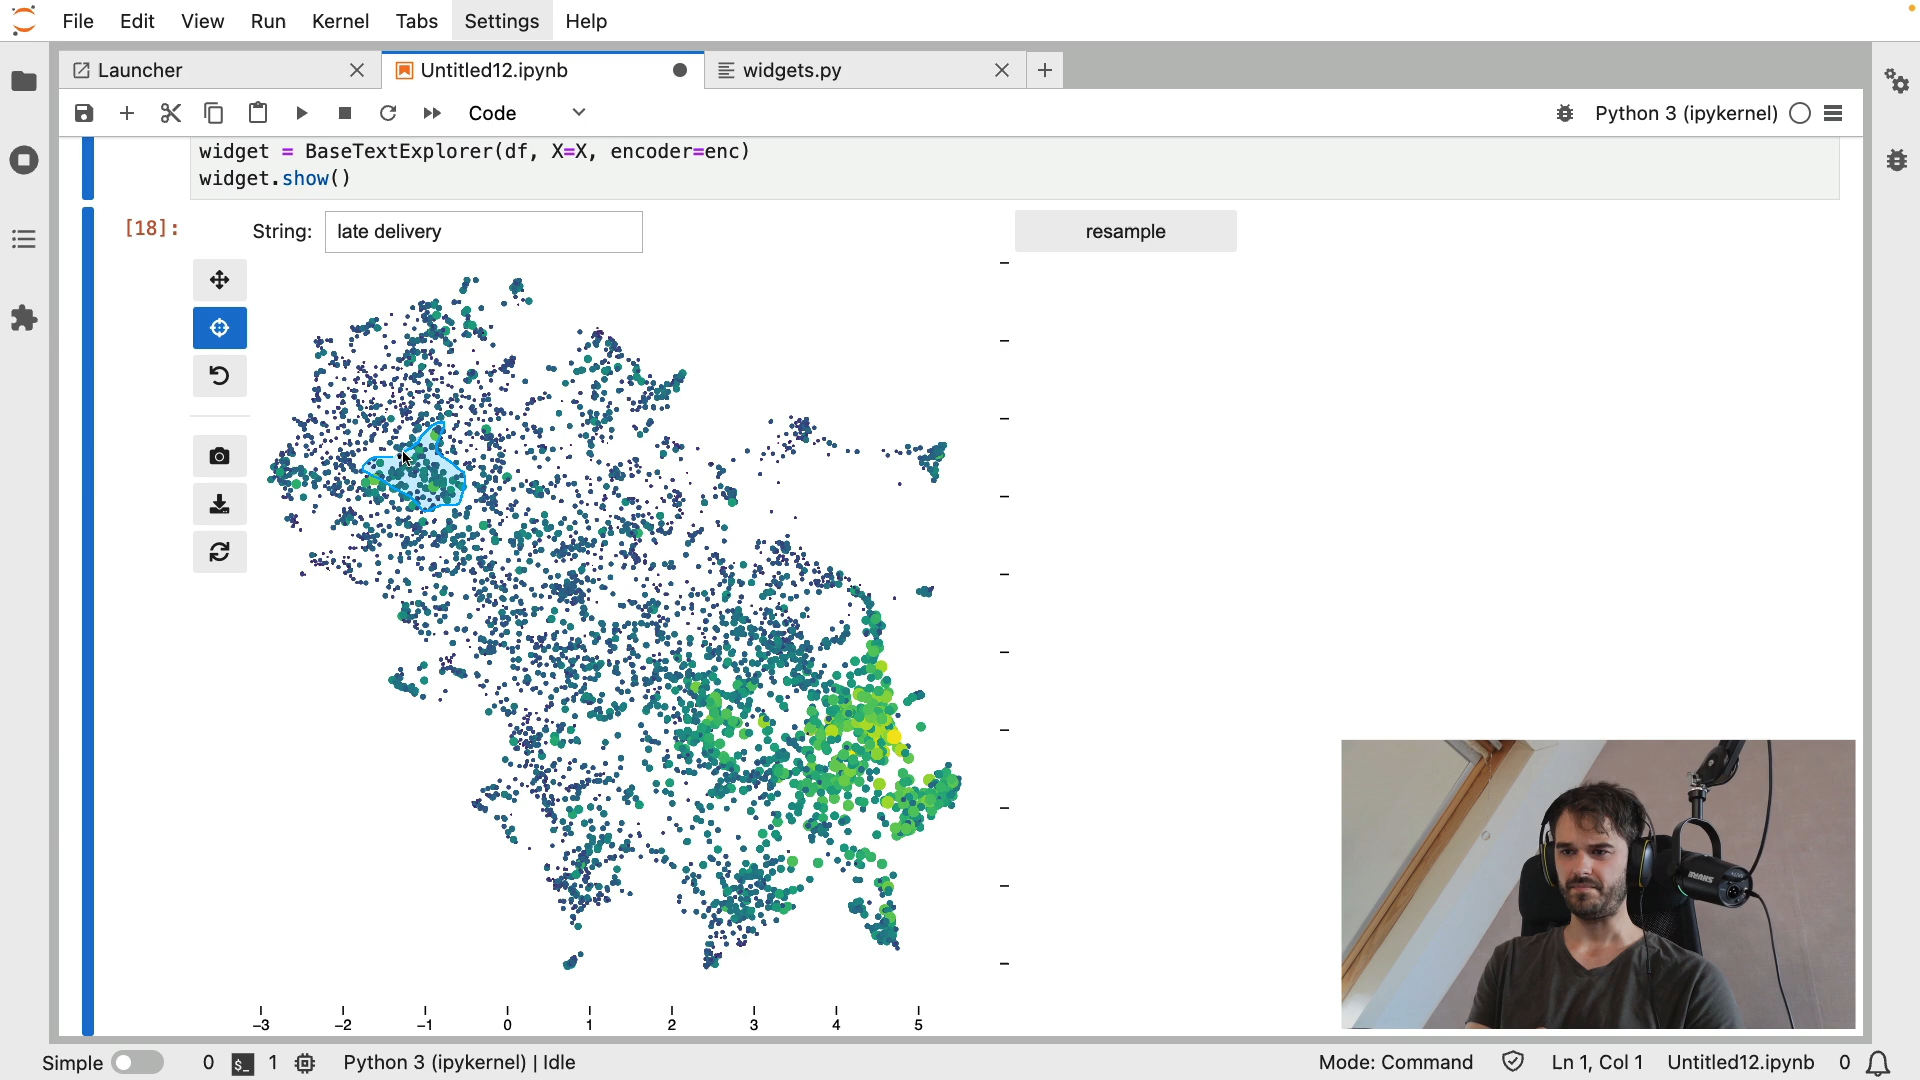 File Edit View Run Kernel Tabs Settings Help
Launcher Untitled12.ipynb widgets.py
Code Python 3 (ipykernel)
widget = BaseTextExplorer(df, X=X, encoder=enc)
widget.show()
[18]: String: late delivery resample
-3 -2 -1 0 1 2 3 4 5
Simple 0 $_ 1 Python 3 (ipykernel) | Idle Mode: Command Ln 1, Col 1 Untitled12.ipynb 0